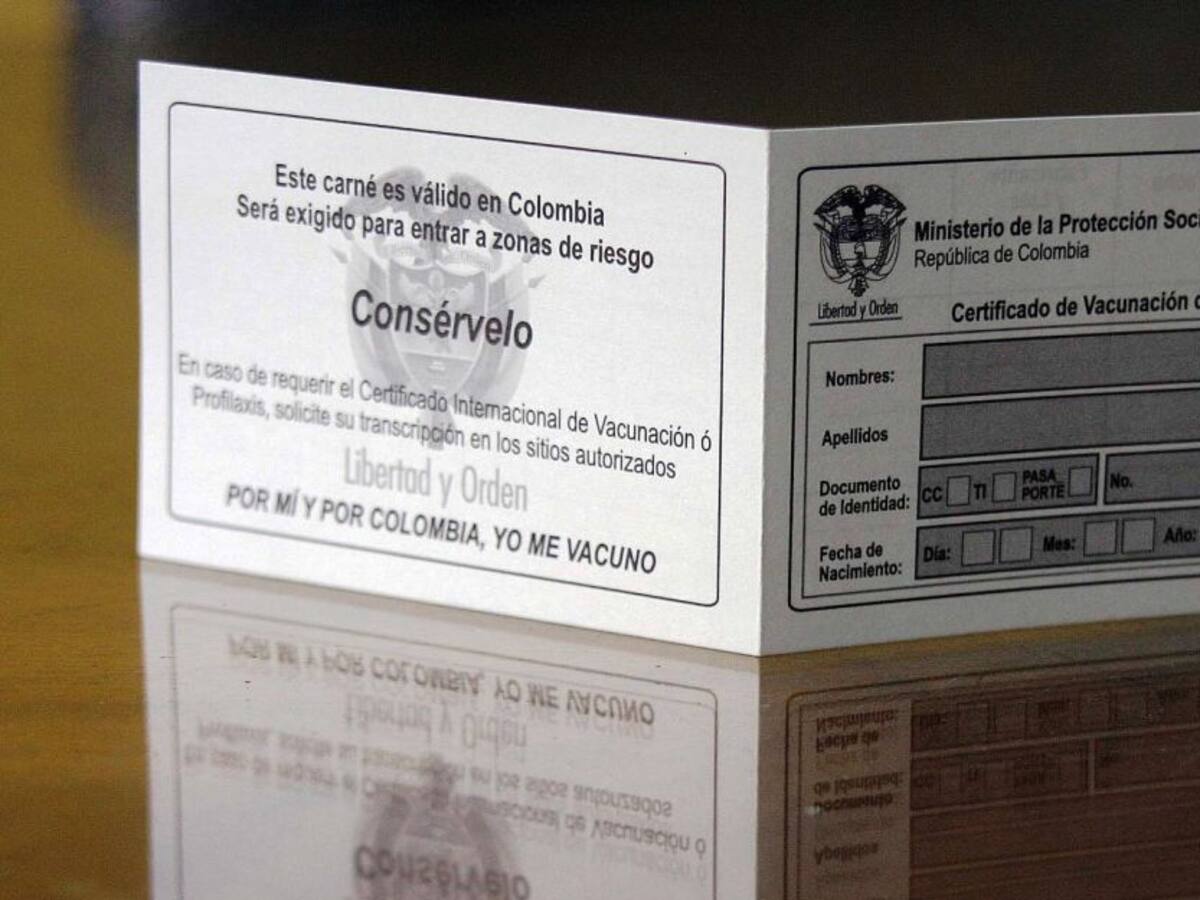 Este carné es válido en Colombia
Será exigido para entrar a zonas de riesgo
Consérvelo
En caso de requerir el Certificado Internacional de Vacunación ó
Profilaxis, solicite su transcripción en los sitios autorizados
Libertad y Orden
POR MÍ Y POR COLOMBIA, YO ME VACUNO
Ministerio de la Protección
República de Colombia
Libertad y Orden
Certificado de Vacunación
Nombres:
Apellidos
Documento
de Identidad:
CC TI PASA
PORTE
No.
Fecha de
Nacimiento:
Día: Mes: Año: